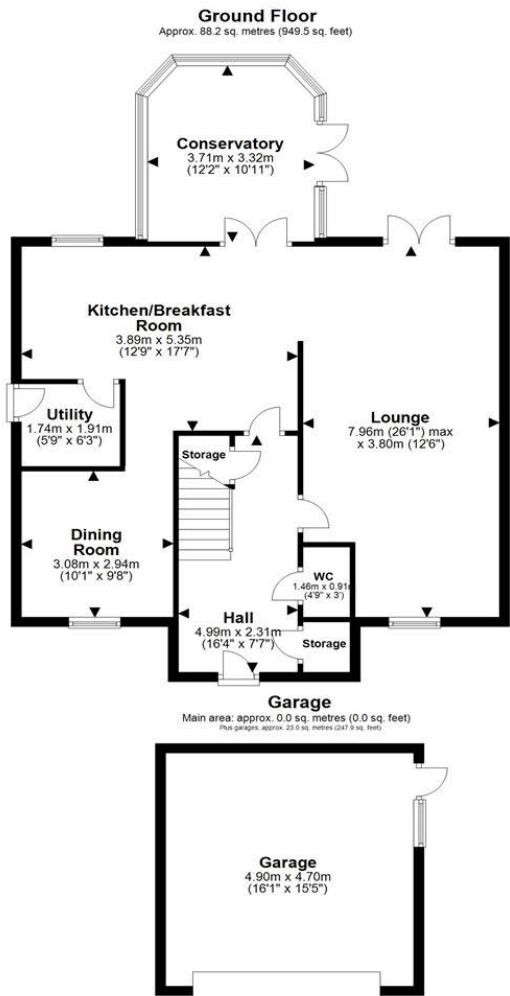 Ground Floor
Approx. 88.2 sq. metres (949.5 sq. feet)
Conservatory
3.71m x 3.32m
(12'2" x 10'11")
Kitchen/Breakfast
Room
3.89m x 5.35m
(12'9" x 17'7")
Utility
1.74m x 1.91m
(5'9" x 6'3")
Lounge
7.96m (26'1") max
x 3.80m (12'6")
Storage
Dining
Room
3.08m x 2.94m
(10'1" x 9'8")
WC
1.46m x 0.91m
(4'9" x 3')
Hall
4.99m x 2.31m
(16'4" x 7'7")
Storage
Garage
Main area: approx. 0.0 sq. metres (0.0 sq. feet)
Plus garages, approx. 23.0 sq. metres (247.9 sq. feet)
Garage
4.90m x 4.70m
(16'1" x 15'5")